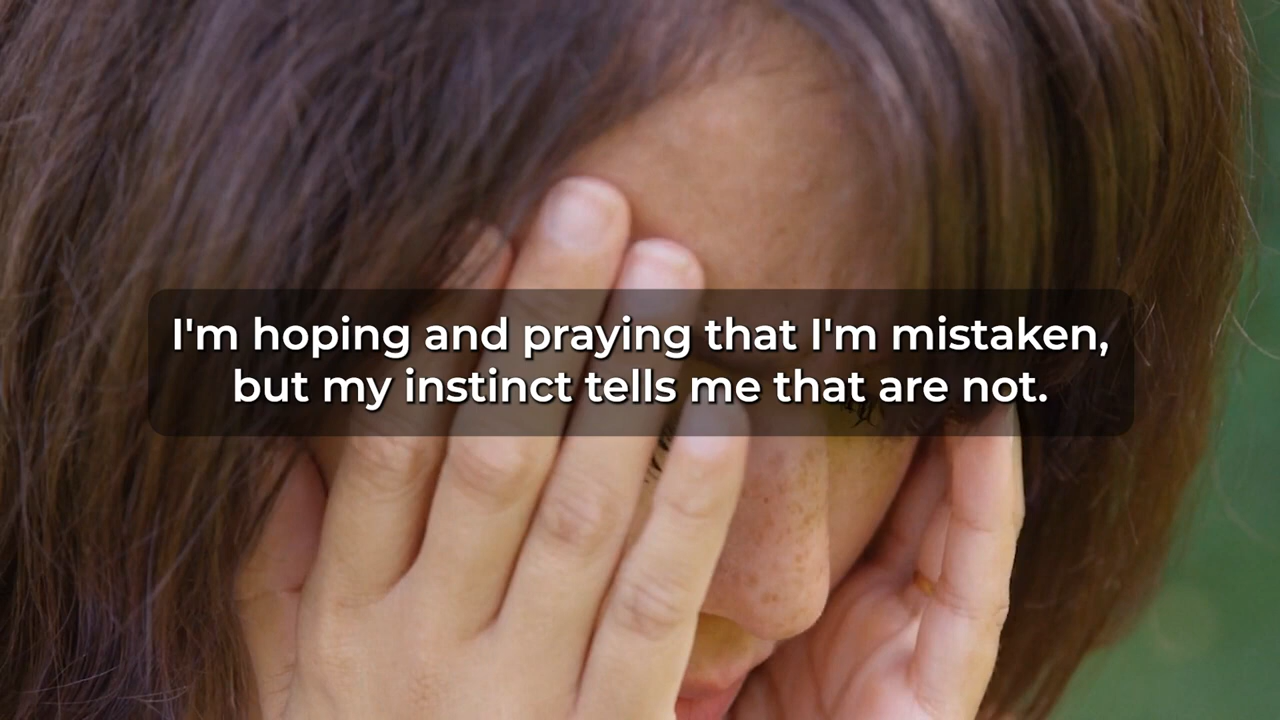 I'm hoping and praying that I'm mistaken,
but my instinct tells me that are not.